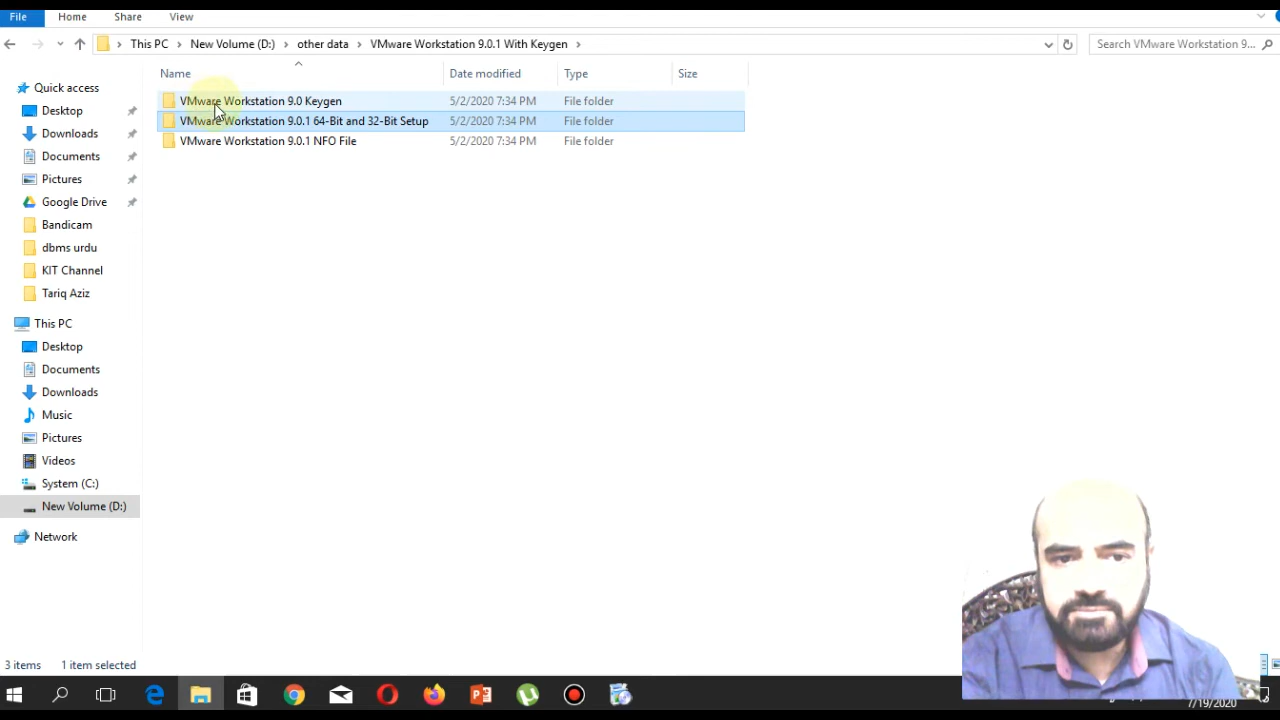 File Home Share View
This PC New Volume (D:) other data VMware Workstation 9.0.1 With Keygen
Search VMware Workstation 9...
Name Date modified Type Size
VMware Workstation 9.0 Keygen 5/2/2020 7:34 PM File folder
VMware Workstation 9.0.1 64-Bit and 32-Bit Setup 5/2/2020 7:34 PM File folder
VMware Workstation 9.0.1 NFO File 5/2/2020 7:34 PM File folder
Quick access
Desktop
Downloads
Documents
Pictures
Google Drive
Bandicam
dbms urdu
KIT Channel
Tariq Aziz
This PC
Desktop
Documents
Downloads
Music
Pictures
Videos
System (C:)
New Volume (D:)
Network
3 items 1 item selected
7/19/2020